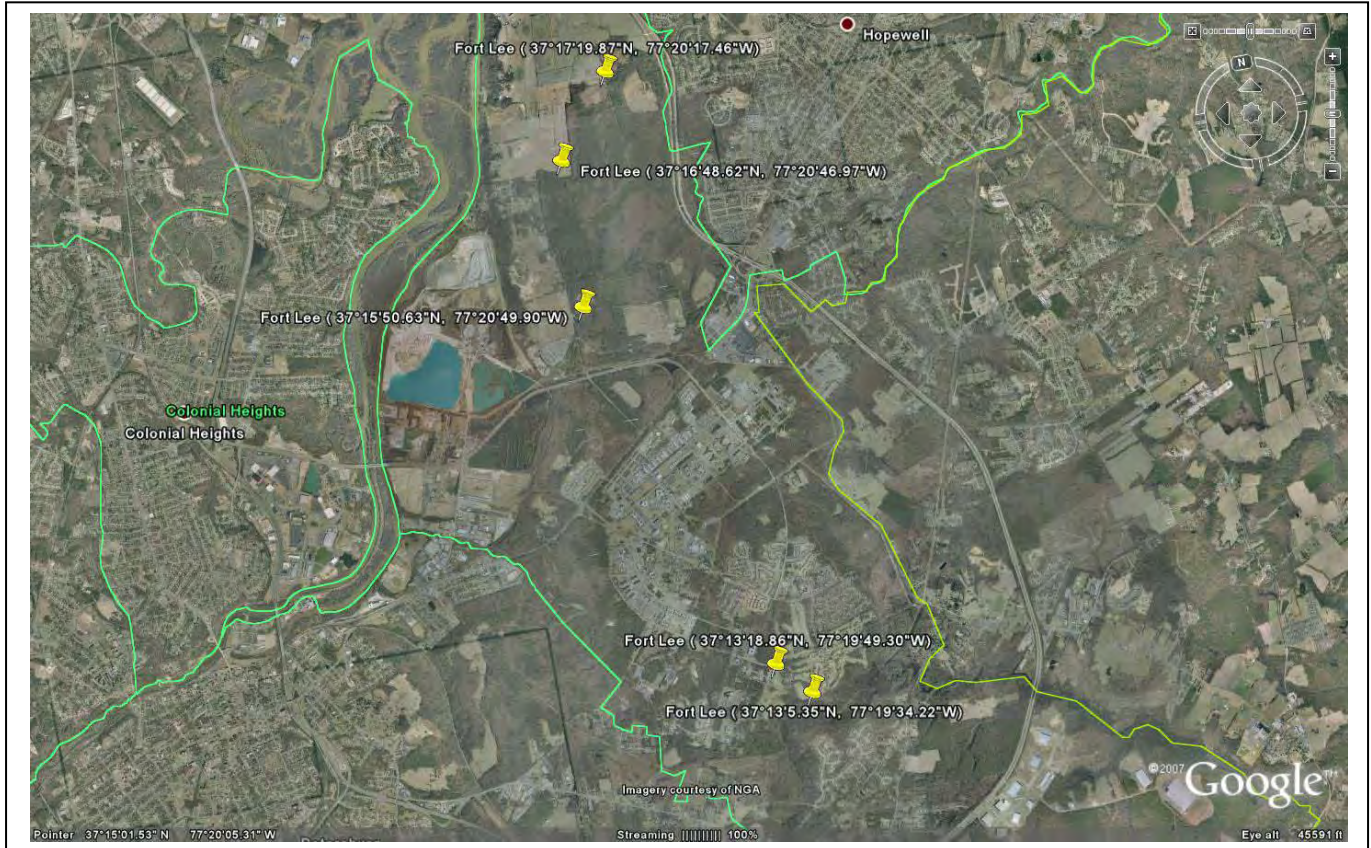 Hopewell
Fort Lee ( 37°17'19.87"N, 77°20'17.46"W)
N
Fort Lee ( 37°16'48.62"N, 77°20'46.97"W)
Fort Lee ( 37°15'50.63"N, 77°20'49.90"W)
Colonial Heights
Colonial Heights
Fort Lee ( 37°13'18.86"N, 77°19'49.30"W)
Fort Lee ( 37°13'5.35"N, 77°19'34.22"W)
©2007 Google™
Imagery courtesy of NGA
Pointer 37°15'01.53" N 77°20'05.31" W Streaming |||||||||| 100% Eye alt 45591 ft